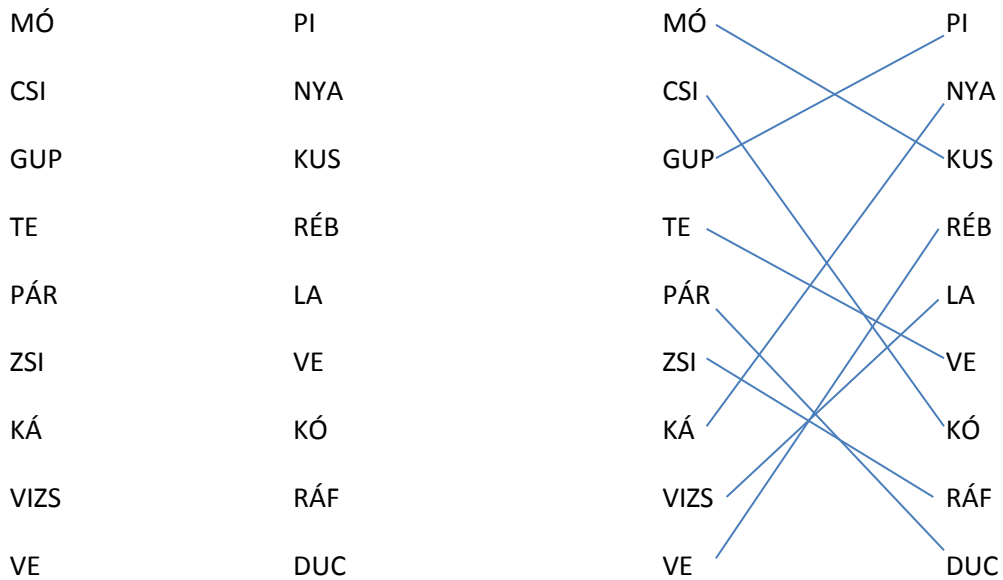 MÓ PI MÓ PI
CSI NYA CSI NYA
GUP KUS GUP KUS
TE RÉB TE RÉB
PÁR LA PÁR LA
ZSI VE ZSI VE
KÁ KÓ KÁ KÓ
VIZS RÁF VIZS RÁF
VE DUC VE DUC